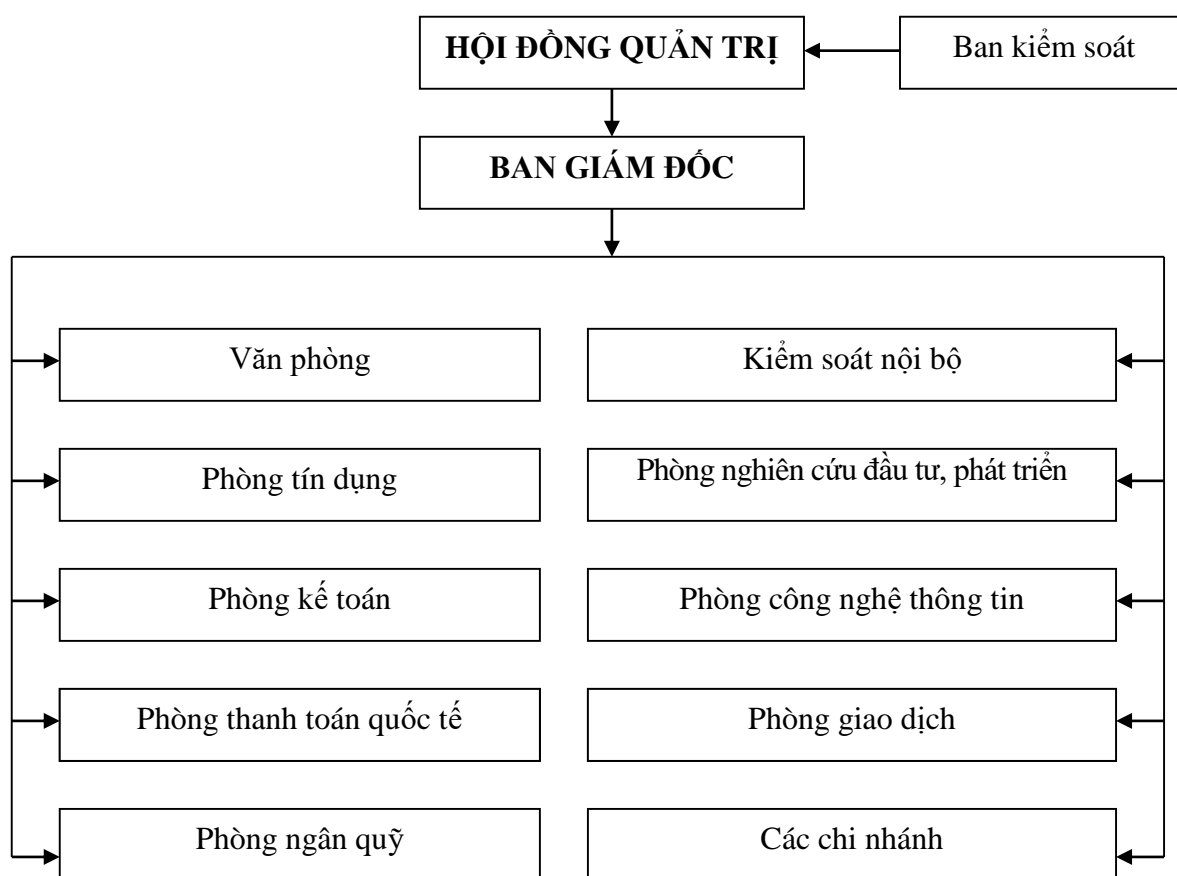 HỘI ĐỒNG QUẢN TRỊ
Ban kiểm soát
BAN GIÁM ĐỐC
Văn phòng
Kiểm soát nội bộ
Phòng tín dụng
Phòng nghiên cứu đầu tư, phát triển
Phòng kế toán
Phòng công nghệ thông tin
Phòng thanh toán quốc tế
Phòng giao dịch
Phòng ngân quỹ
Các chi nhánh